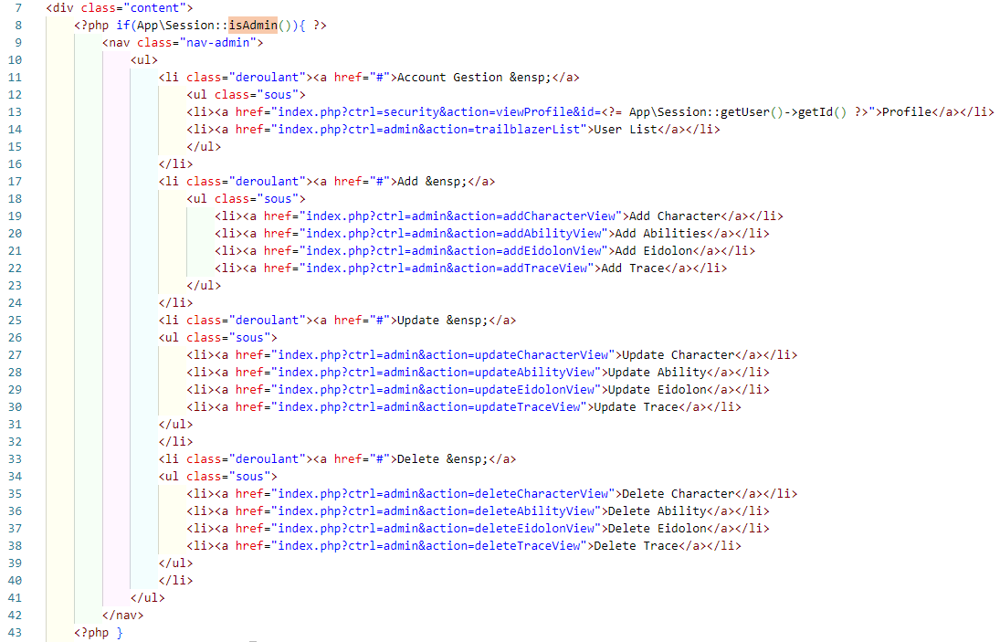 7 <div class="content">
8 <?php if(App\Session::isAdmin()){ ?>
9 <nav class="nav-admin">
10 <ul>
11 <li class="deroulant"><a href="#">Account Gestion &ensp;</a>
12 <ul class="sous">
13 <li><a href="index.php?ctrl=security&action=viewProfile&id=<?= App\Session::getUser()->getId() ?>">Profile</a></li>
14 <li><a href="index.php?ctrl=admin&action=trailblazerList">User List</a></li>
15 </ul>
16 </li>
17 <li class="deroulant"><a href="#">Add &ensp;</a>
18 <ul class="sous">
19 <li><a href="index.php?ctrl=admin&action=addCharacterView">Add Character</a></li>
20 <li><a href="index.php?ctrl=admin&action=addAbilityView">Add Abilities</a></li>
21 <li><a href="index.php?ctrl=admin&action=addEidolonView">Add Eidolon</a></li>
22 <li><a href="index.php?ctrl=admin&action=addTraceView">Add Trace</a></li>
23 </ul>
24 </li>
25 <li class="deroulant"><a href="#">Update &ensp;</a>
26 <ul class="sous">
27 <li><a href="index.php?ctrl=admin&action=updateCharacterView">Update Character</a></li>
28 <li><a href="index.php?ctrl=admin&action=updateAbilityView">Update Ability</a></li>
29 <li><a href="index.php?ctrl=admin&action=updateEidolonView">Update Eidolon</a></li>
30 <li><a href="index.php?ctrl=admin&action=updateTraceView">Update Trace</a></li>
31 </ul>
32 </li>
33 <li class="deroulant"><a href="#">Delete &ensp;</a>
34 <ul class="sous">
35 <li><a href="index.php?ctrl=admin&action=deleteCharacterView">Delete Character</a></li>
36 <li><a href="index.php?ctrl=admin&action=deleteAbilityView">Delete Ability</a></li>
37 <li><a href="index.php?ctrl=admin&action=deleteEidolonView">Delete Eidolon</a></li>
38 <li><a href="index.php?ctrl=admin&action=deleteTraceView">Delete Trace</a></li>
39 </ul>
40 </li>
41 </ul>
42 </nav>
43 <?php }